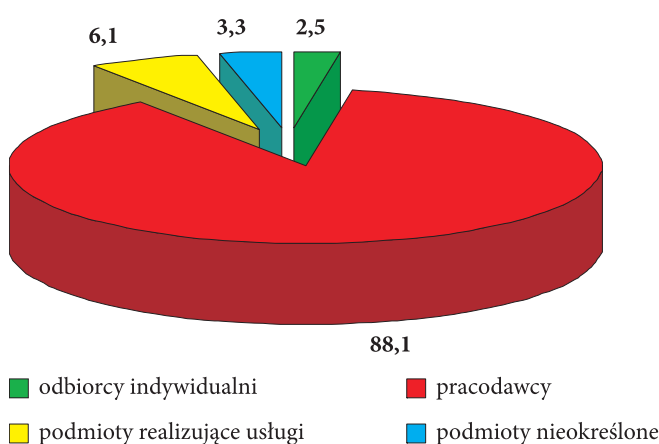 6,1
3,3
2,5
88,1
odbiorcy indywidualni
pracodawcy
podmioty realizujące usługi
podmioty nieokreślone